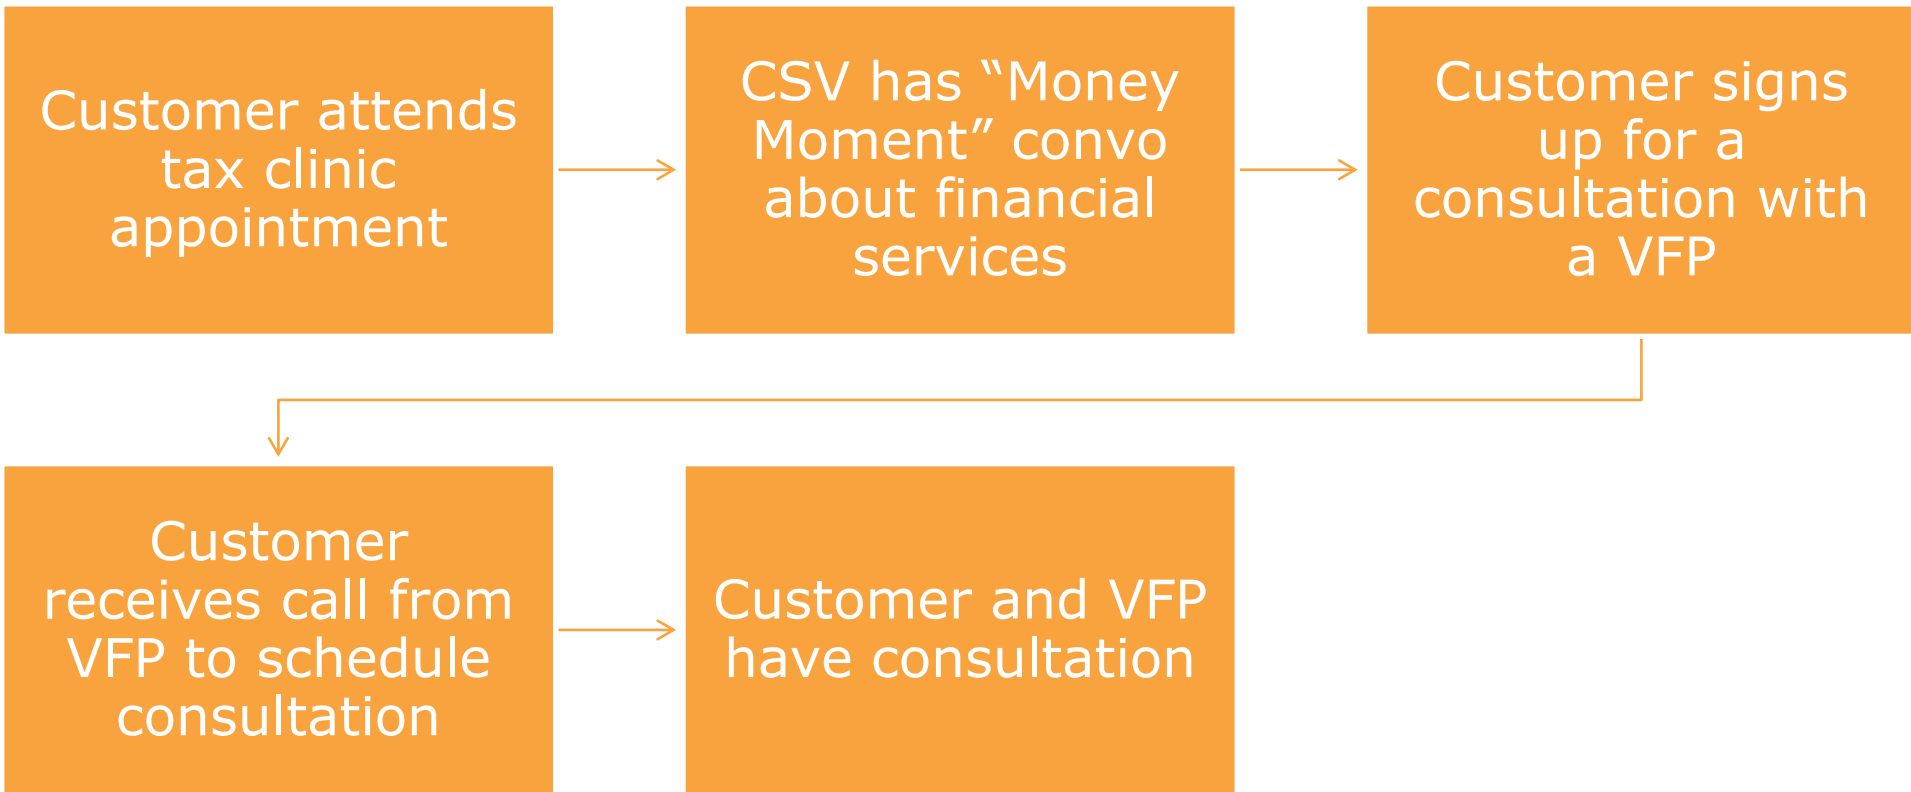 Customer attends
tax clinic
appointment
CSV has “Money
Moment” convo
about financial
services
Customer signs
up for a
consultation with
a VFP
Customer
receives call from
VFP to schedule
consultation
Customer and VFP
have consultation